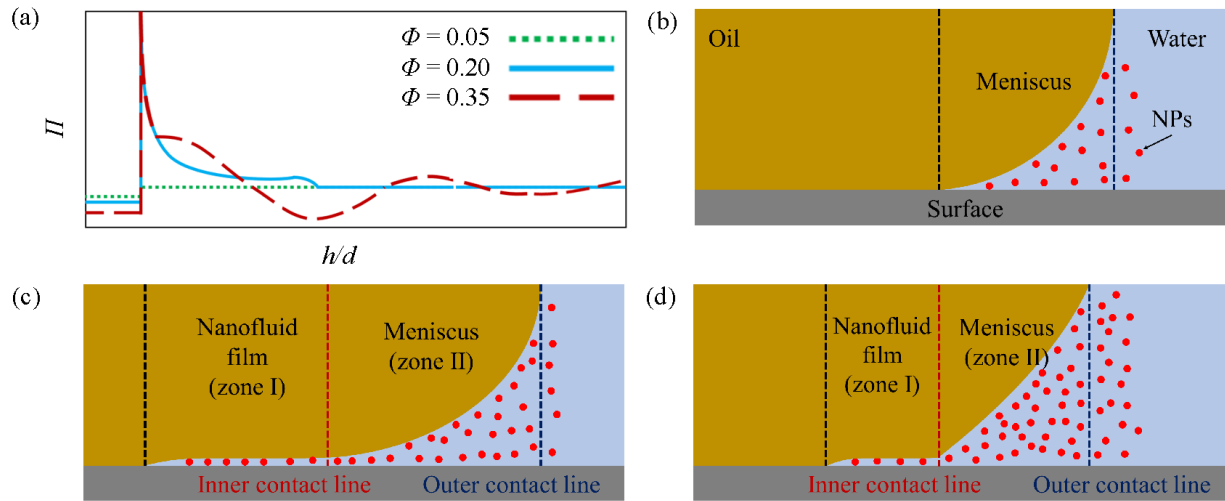 (a)
Φ = 0.05
Φ = 0.20
Φ = 0.35
Π
h/d
(b)
Oil
Water
Meniscus
NPs
Surface
(c)
Nanofluid
film
(zone I)
Meniscus
(zone II)
Inner contact line
Outer contact line
(d)
Nanofluid
film
(zone I)
Meniscus
(zone II)
Inner contact line
Outer contact line